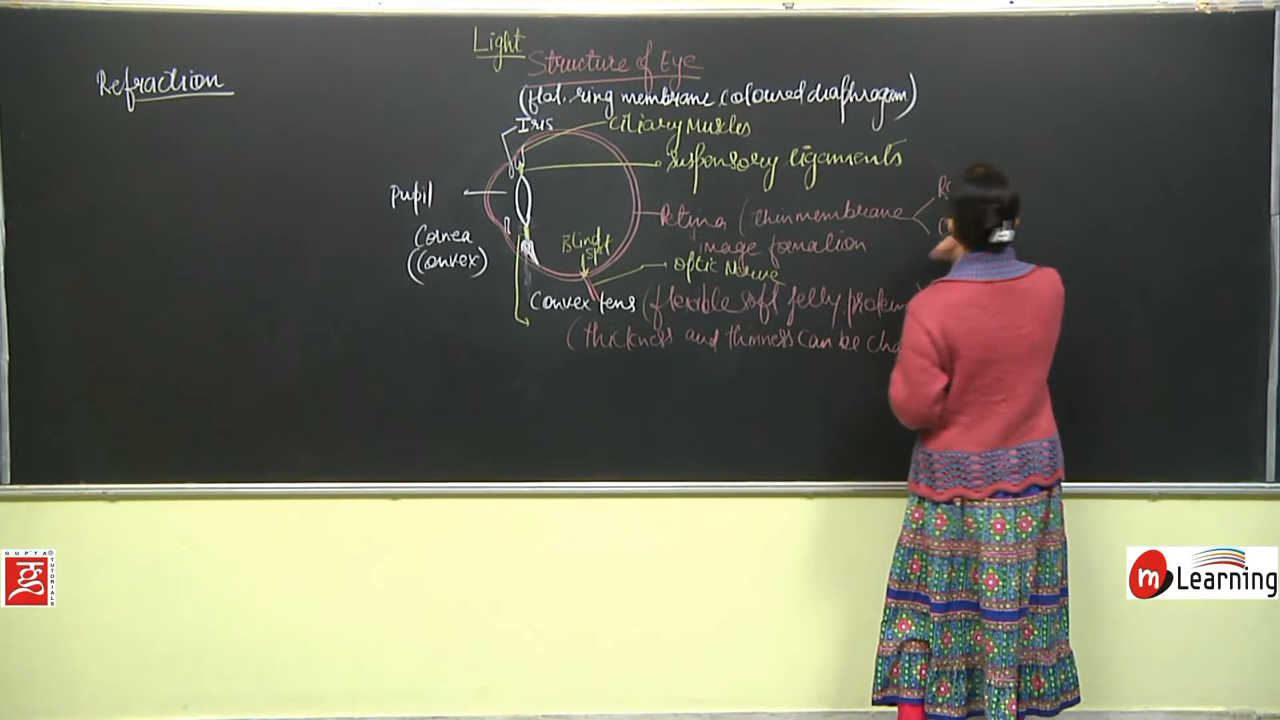 Light
Structure of Eye
Refraction
(flat, ring membrane, coloured diaphragm)
Iris
Ciliary Muscles
Suspensory ligaments
Pupil
Retina (thin membrane
image formation
Cornea
(Convex)
Blind
spot
optic Nerve
Convex lens (flexible soft jelly, protein
(thickness and thinness can be cha
GUPTA
TUTORIALS
m Learning